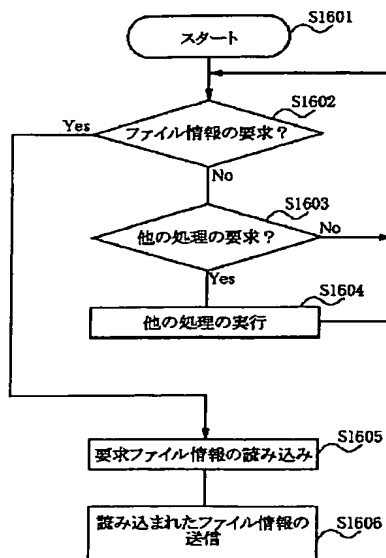 S1601
スタート
S1602
Yes
ファイル情報の要求?
No
S1603
他の処理の要求?
No
Yes
S1604
他の処理の実行
S1605
要求ファイル情報の読み込み
読み込まれたファイル情報の
送信
S1606